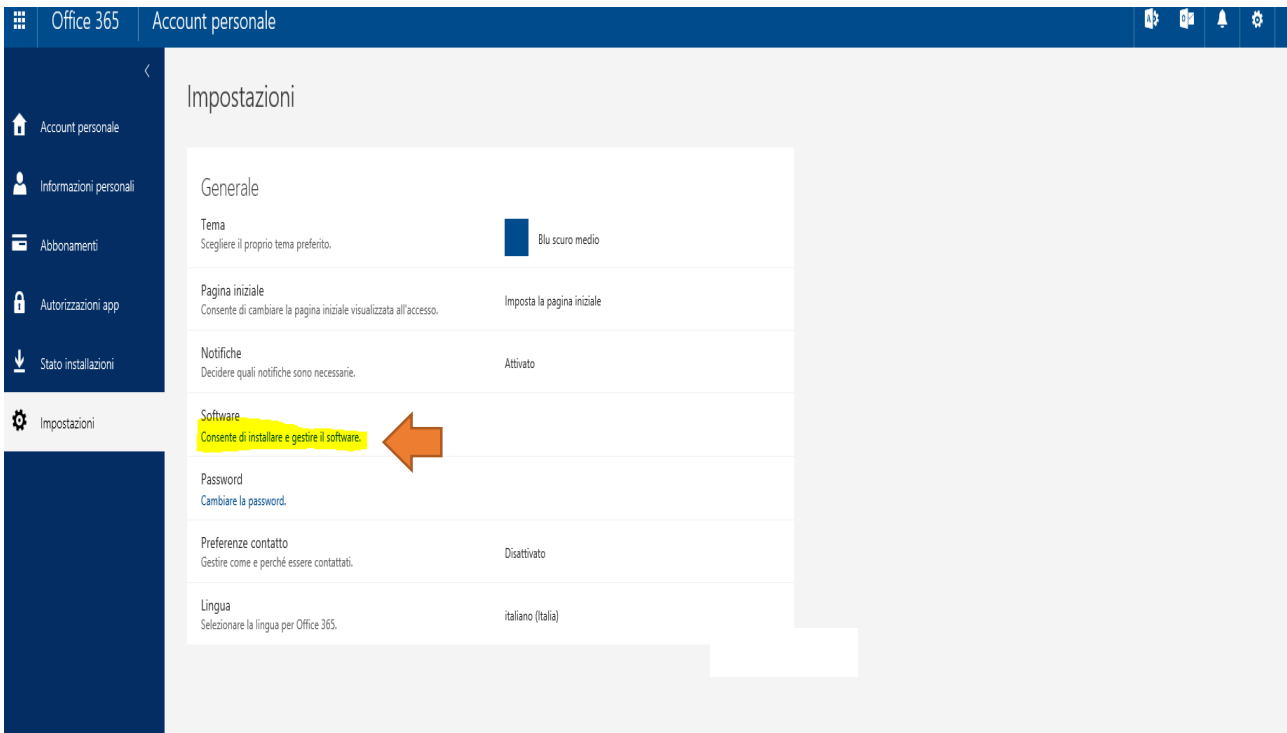 Office 365
Account personale
Impostazioni
Account personale
Informazioni personali
Abbonamenti
Autorizzazioni app
Stato installazioni
Impostazioni
Generale
Tema
Scegliere il proprio tema preferito.
Blu scuro medio
Pagina iniziale
Consente di cambiare la pagina iniziale visualizzata all'accesso.
Imposta la pagina iniziale
Notifiche
Decidere quali notifiche sono necessarie.
Attivato
Software
Consente di installare e gestire il software.
Password
Cambiare la password.
Preferenze contatto
Gestire come e perché essere contattati.
Disattivato
Lingua
Selezionare la lingua per Office 365.
italiano (Italia)